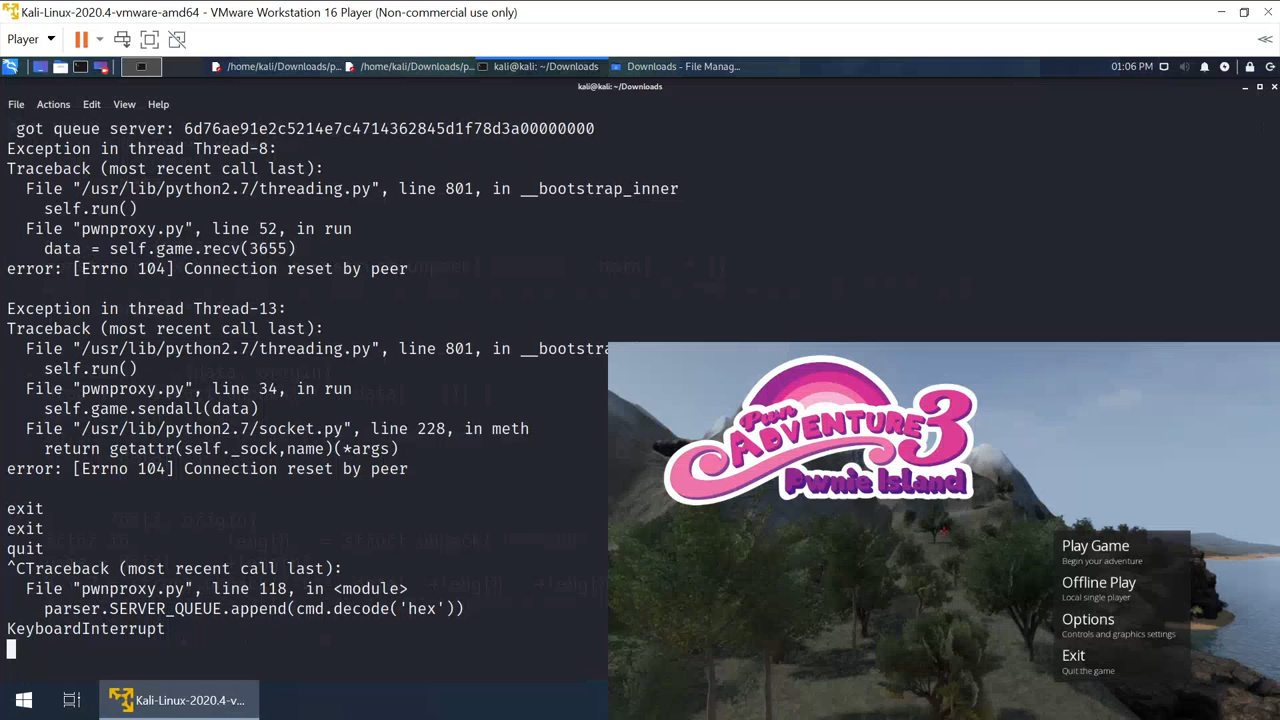 Kali-Linux-2020.4-vmware-amd64 - VMware Workstation 16 Player (Non-commercial use only)
Player
/home/kali/Downloads/p... /home/kali/Downloads/p... kali@kali: ~/Downloads Downloads - File Manag... 01:06 PM
kali@kali: ~/Downloads
File Actions Edit View Help
got queue server: 6d76ae91e2c5214e7c4714362845d1f78d3a00000000
Exception in thread Thread-8:
Traceback (most recent call last):
File "/usr/lib/python2.7/threading.py", line 801, in __bootstrap_inner
self.run()
File "pwnproxy.py", line 52, in run
data = self.game.recv(3655)
error: [Errno 104] Connection reset by peer
Exception in thread Thread-13:
Traceback (most recent call last):
File "/usr/lib/python2.7/threading.py", line 801, in __bootstra
self.run()
File "pwnproxy.py", line 34, in run
self.game.sendall(data)
File "/usr/lib/python2.7/socket.py", line 228, in meth
return getattr(self._sock,name)(*args)
error: [Errno 104] Connection reset by peer
exit
exit
quit
^CTraceback (most recent call last):
File "pwnproxy.py", line 118, in <module>
parser.SERVER_QUEUE.append(cmd.decode('hex'))
KeyboardInterrupt
Pwn
ADVENTURE 3
Pwnie Island
Play Game
Begin your adventure
Offline Play
Local single player
Options
Controls and graphics settings
Exit
Quit the game
Kali-Linux-2020.4-v...